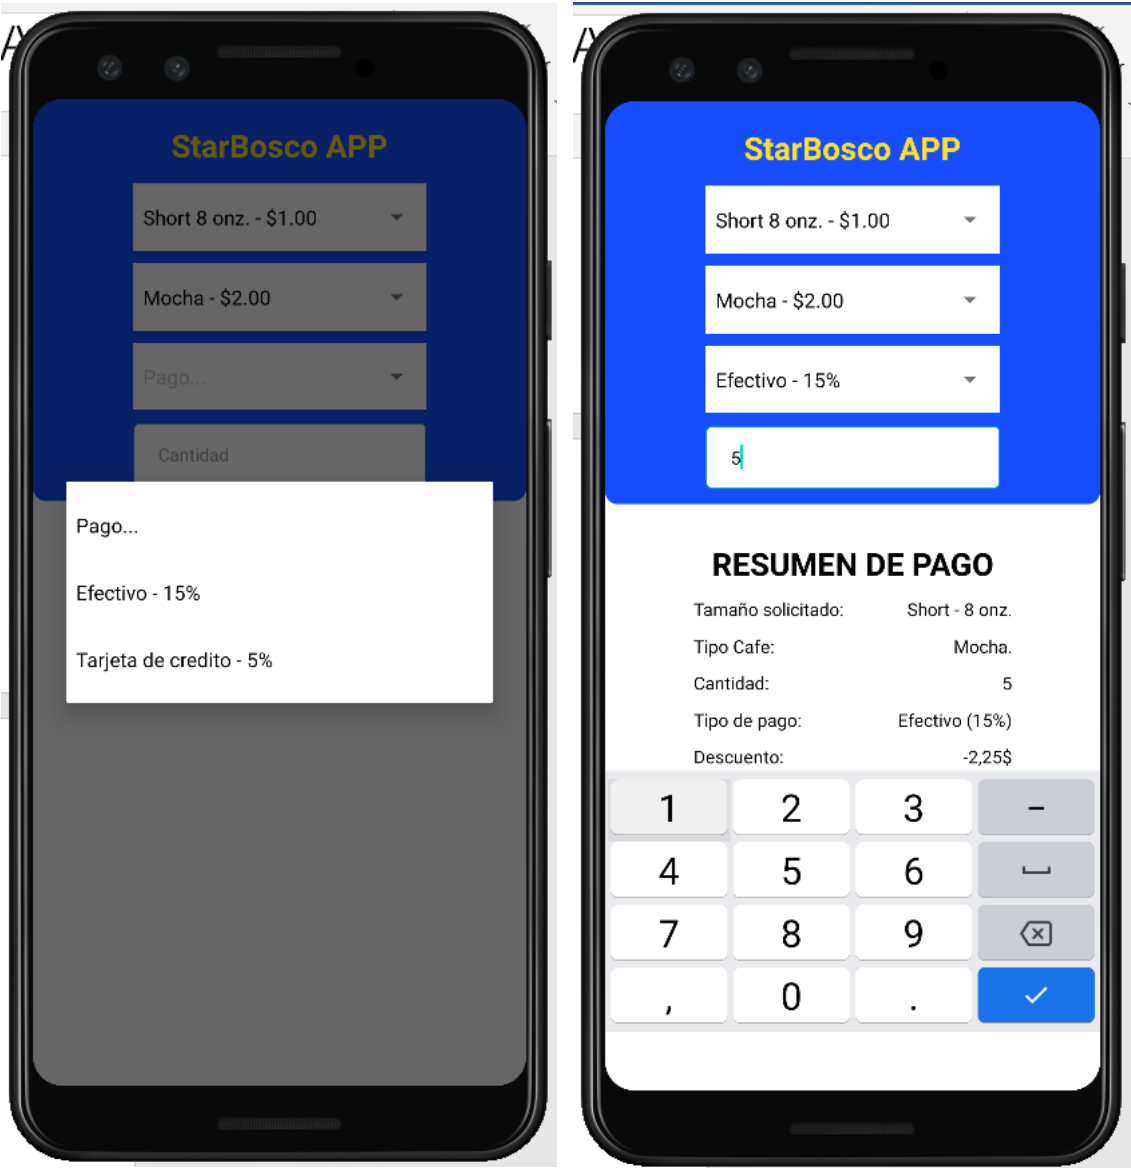 StarBosco APP
Short 8 onz. - $1.00
Mocha - $2.00
Pago...
Cantidad
Pago...
Efectivo - 15%
Tarjeta de credito - 5%
StarBosco APP
Short 8 onz. - $1.00
Mocha - $2.00
Efectivo - 15%
5
RESUMEN DE PAGO
Tamaño solicitado: Short - 8 onz.
Tipo Cafe: Mocha.
Cantidad: 5
Tipo de pago: Efectivo (15%)
Descuento: -2,25$
1 2 3 -
4 5 6
7 8 9
, 0 .